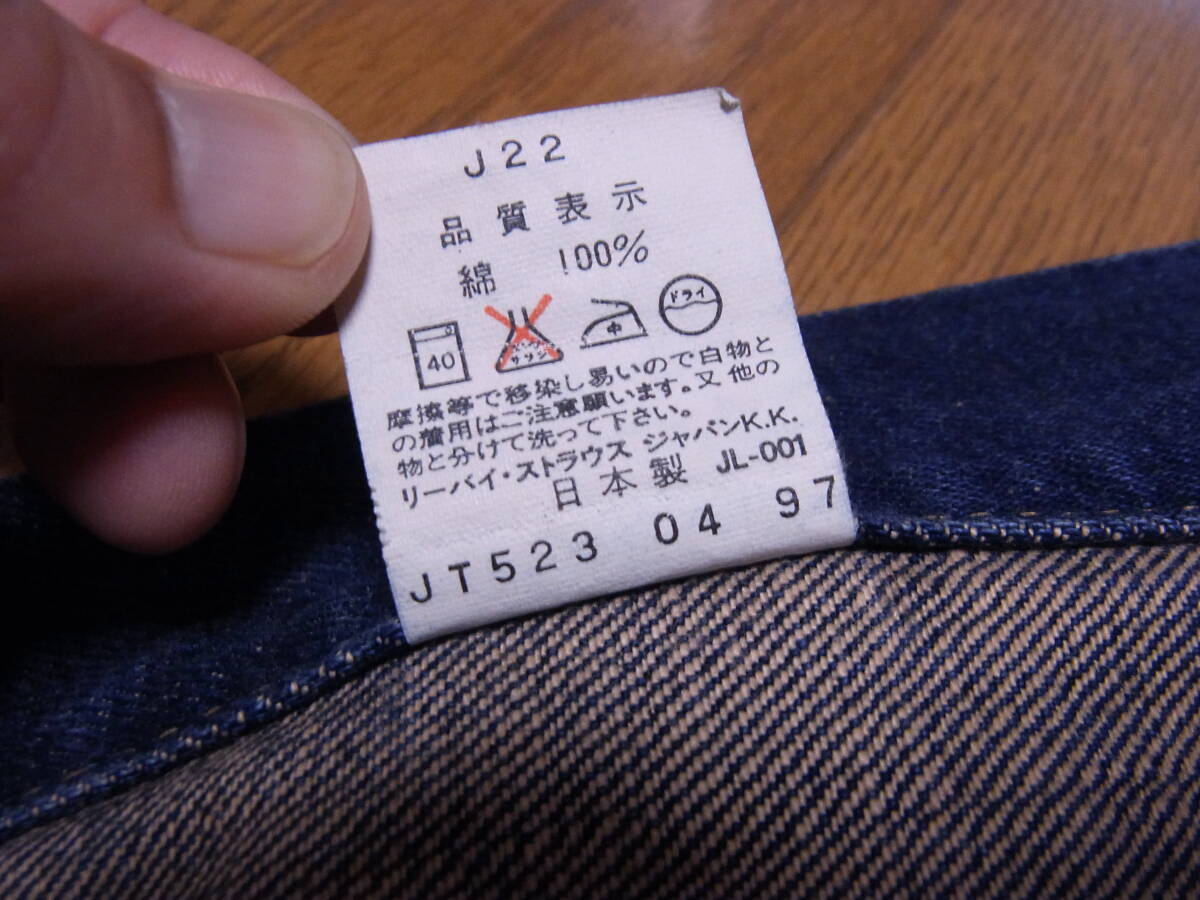 J22
品質表示
綿 100%
40 サラシ 中 ドライ
摩擦等で移染し易いので白物と
の着用はご注意願います。又他の
物と分けて洗って下さい。
リーバイ・ストラウス ジャパンK.K.
日本製 JL-001
JT523 04 97